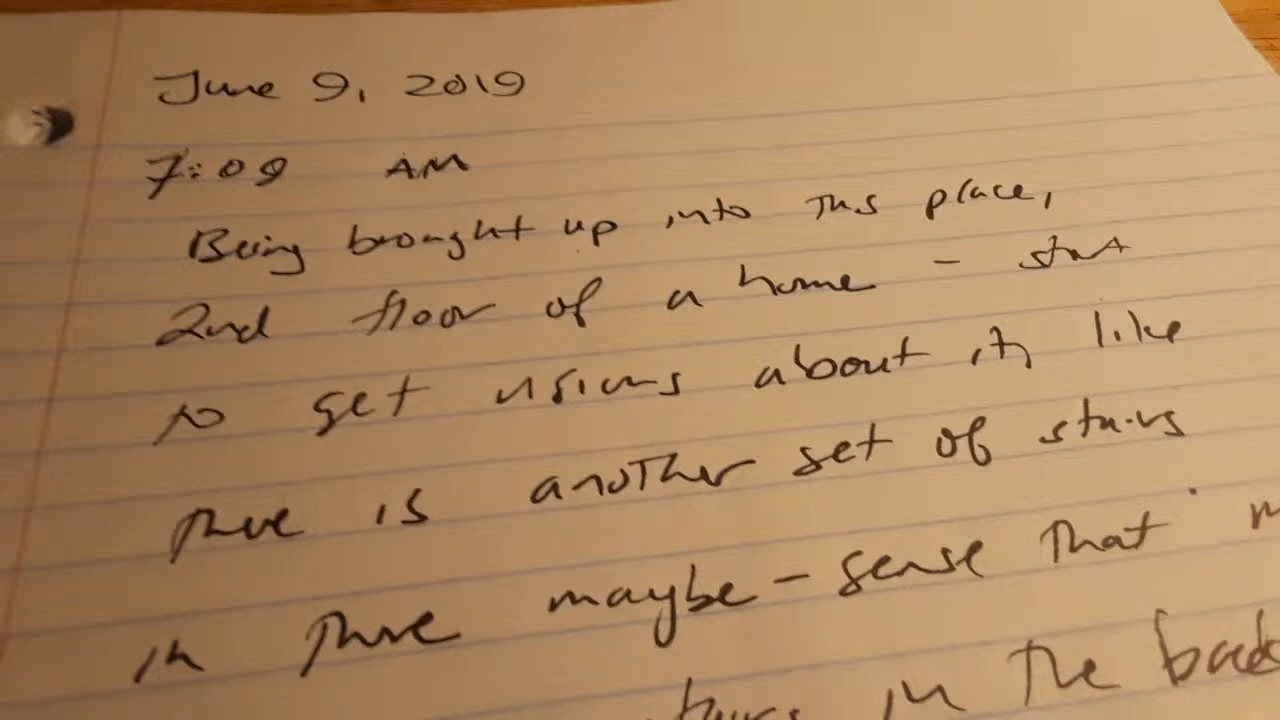 June 9, 2019
7:09 AM
Being brought up into this place,
2nd floor of a home - start
to get visions about it, like
there is another set of stairs
in there maybe - sense that
in the back